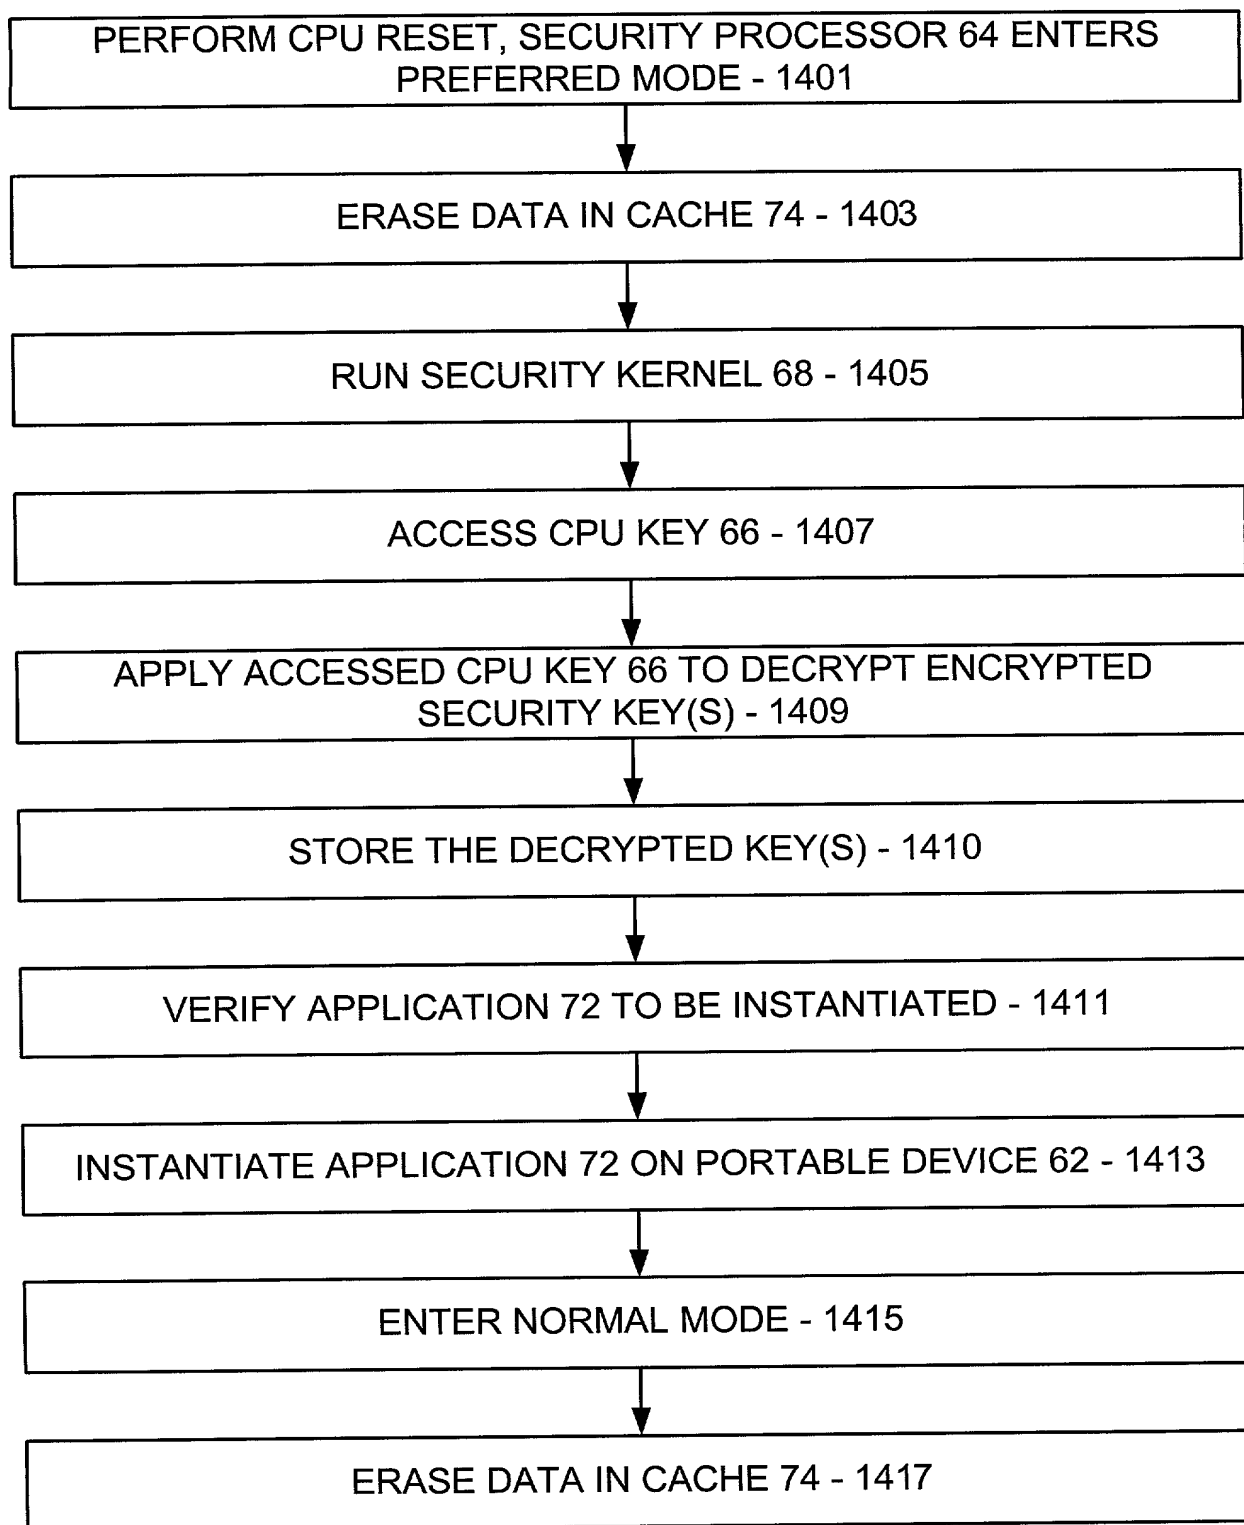 PERFORM CPU RESET, SECURITY PROCESSOR 64 ENTERS
PREFERRED MODE - 1401
ERASE DATA IN CACHE 74 - 1403
RUN SECURITY KERNEL 68 - 1405
ACCESS CPU KEY 66 - 1407
APPLY ACCESSED CPU KEY 66 TO DECRYPT ENCRYPTED
SECURITY KEY(S) - 1409
STORE THE DECRYPTED KEY(S) - 1410
VERIFY APPLICATION 72 TO BE INSTANTIATED - 1411
INSTANTIATE APPLICATION 72 ON PORTABLE DEVICE 62 - 1413
ENTER NORMAL MODE - 1415
ERASE DATA IN CACHE 74 - 1417